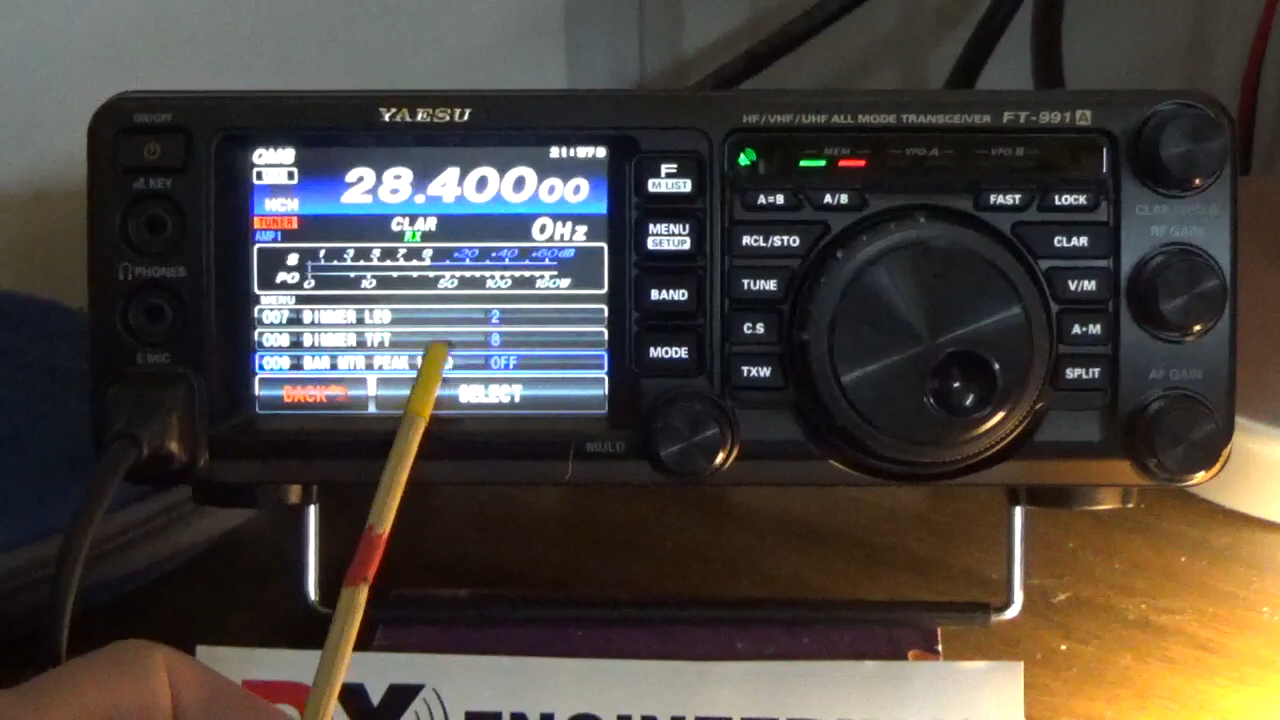 YAESU
HF/VHF/UHF ALL MODE TRANSCEIVER FT-991A
ON/OFF
KEY
PHONES
MIC
QMB
MCH
28.40000
TUNER
AMP1
CLAR
RX
0Hz
S 1 3 5 7 9 +20 +40 +60dB
PO 0 10 50 100 150W
MENU
007 DIMMER LED 2
008 DIMMER TFT 8
009 BAR MTR PEAK OFF
BACK SELECT
F
M LIST
MENU
SETUP
BAND
MODE
MULTI
MEM VFO-A VFO-B
A=B A/B FAST LOCK
RCL/STO
TUNE
C.S
TXW
CLAR
V/M
A▸M
SPLIT
RF GAIN
AF GAIN
DX ENGINEERING